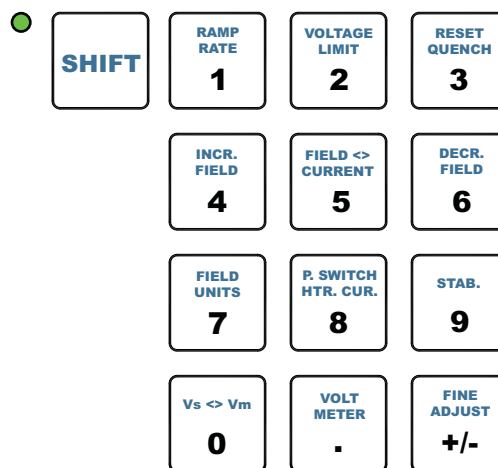 SHIFT
RAMP
RATE
1
VOLTAGE
LIMIT
2
RESET
QUENCH
3
INCR.
FIELD
4
FIELD <>
CURRENT
5
DECR.
FIELD
6
FIELD
UNITS
7
P. SWITCH
HTR. CUR.
8
STAB.
9
Vs <> Vm
0
VOLT
METER
.
FINE
ADJUST
+/-